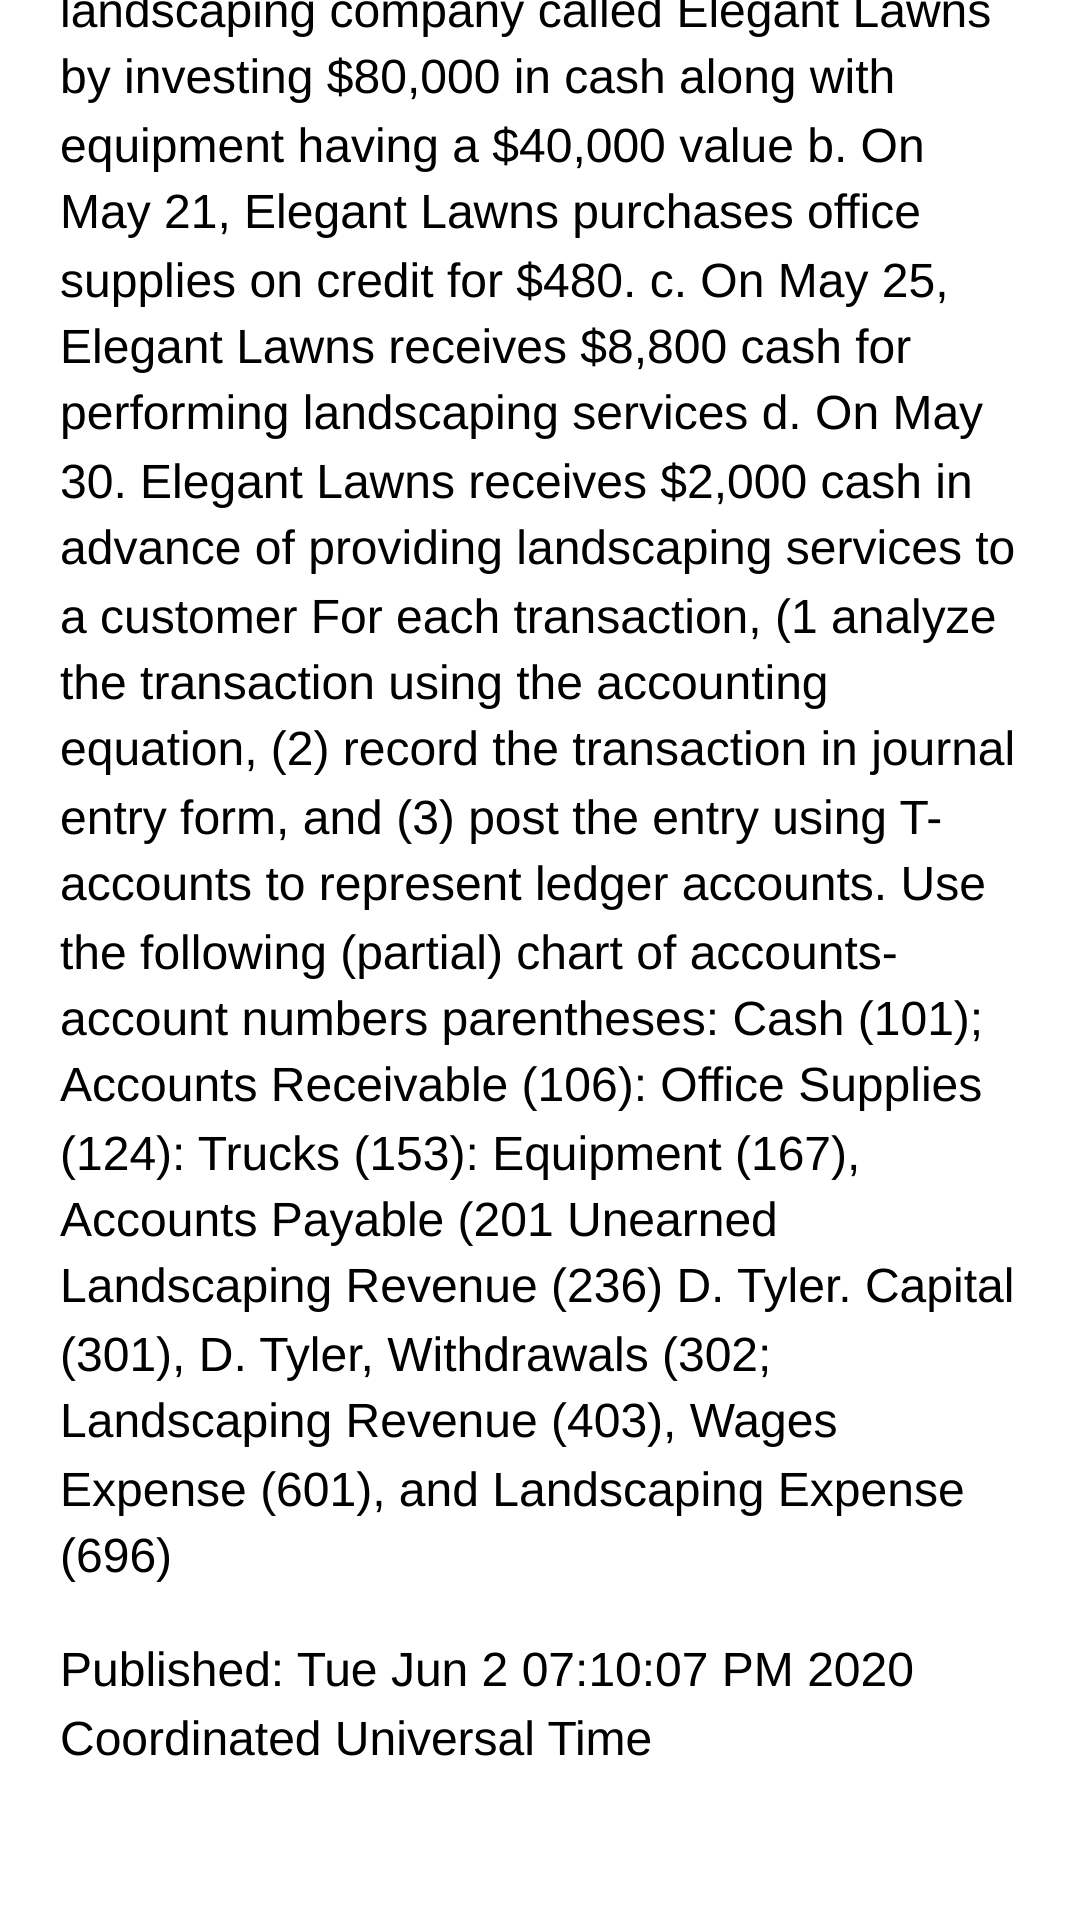 landscaping company called Elegant Lawns
by investing $80,000 in cash along with
equipment having a $40,000 value b. On
May 21, Elegant Lawns purchases office
supplies on credit for $480. c. On May 25,
Elegant Lawns receives $8,800 cash for
performing landscaping services d. On May
30. Elegant Lawns receives $2,000 cash in
advance of providing landscaping services to
a customer For each transaction, (1 analyze
the transaction using the accounting
equation, (2) record the transaction in journal
entry form, and (3) post the entry using T-
accounts to represent ledger accounts. Use
the following (partial) chart of accounts-
account numbers parentheses: Cash (101);
Accounts Receivable (106): Office Supplies
(124): Trucks (153): Equipment (167),
Accounts Payable (201 Unearned
Landscaping Revenue (236) D. Tyler. Capital
(301), D. Tyler, Withdrawals (302;
Landscaping Revenue (403), Wages
Expense (601), and Landscaping Expense
(696)
Published: Tue Jun 2 07:10:07 PM 2020
Coordinated Universal Time